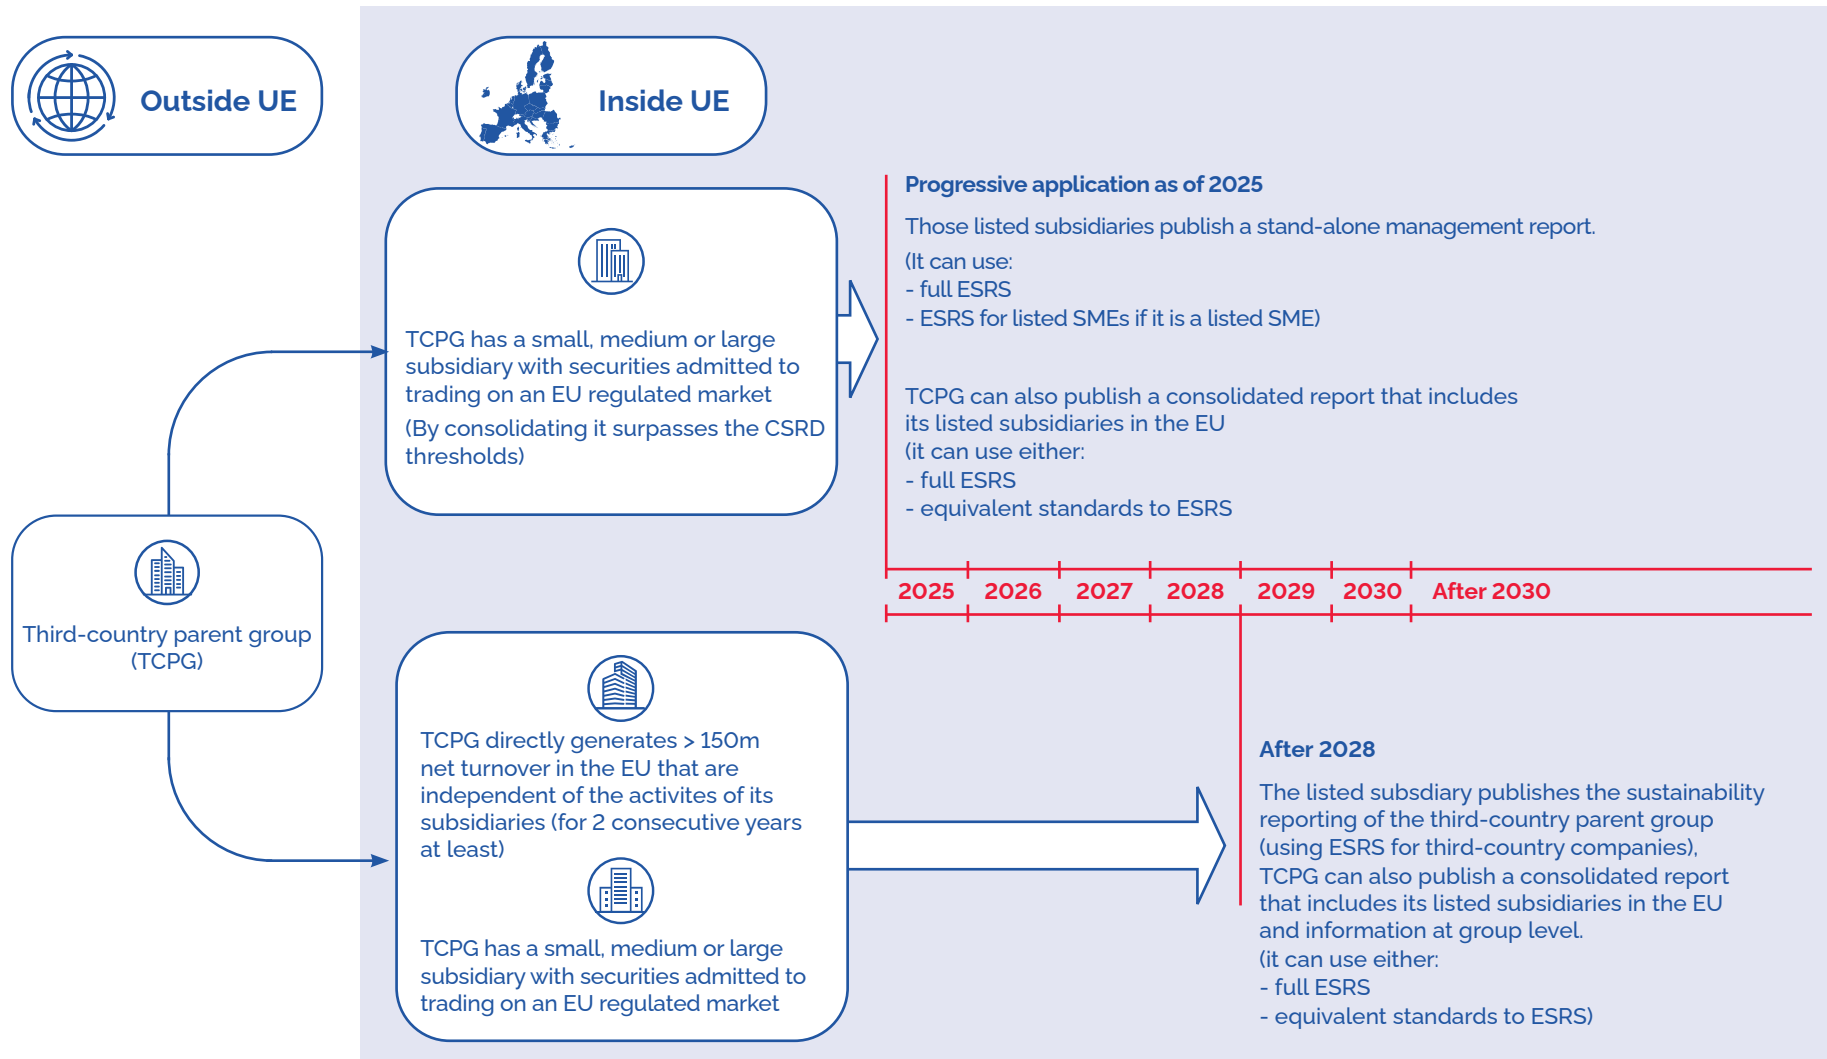 Outside UE
Inside UE
TCPG has a small, medium or large
subsidiary with securities admitted to
trading on an EU regulated market
(By consolidating it surpasses the CSRD
thresholds)
Progressive application as of 2025
Those listed subsidiaries publish a stand-alone management report.
(It can use:
- full ESRS
- ESRS for listed SMEs if it is a listed SME)
TCPG can also publish a consolidated report that includes
its listed subsidiaries in the EU
(it can use either:
- full ESRS
- equivalent standards to ESRS
2025 2026 2027 2028 2029 2030 After 2030
Third-country parent group
(TCPG)
TCPG directly generates > 150m
net turnover in the EU that are
independent of the activites of its
subsidiaries (for 2 consecutive years
at least)
TCPG has a small, medium or large
subsidiary with securities admitted to
trading on an EU regulated market
After 2028
The listed subsdiary publishes the sustainability
reporting of the third-country parent group
(using ESRS for third-country companies),
TCPG can also publish a consolidated report
that includes its listed subsidiaries in the EU
and information at group level.
(it can use either:
- full ESRS
- equivalent standards to ESRS)